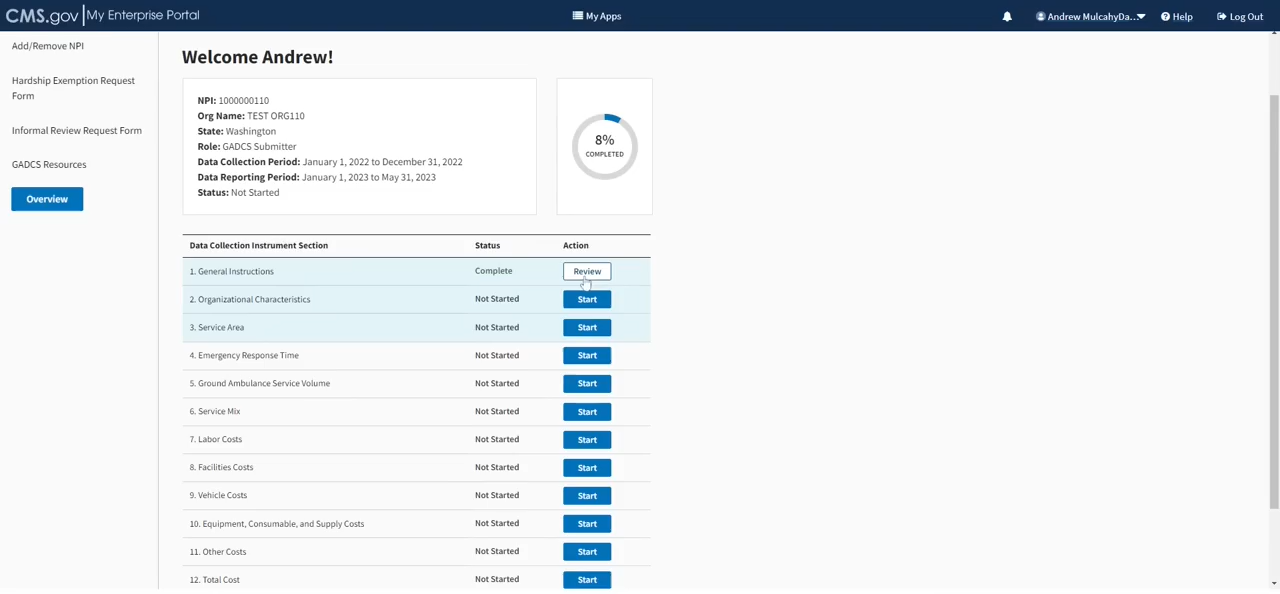 CMS.gov My Enterprise Portal
My Apps
Andrew MulcahyDa...
Help
Log Out
Add/Remove NPI
Hardship Exemption Request
Form
Informal Review Request Form
GADCS Resources
Overview
Welcome Andrew!
NPI: 1000000110
Org Name: TEST ORG110
State: Washington
Role: GADCS Submitter
Data Collection Period: January 1, 2022 to December 31, 2022
Data Reporting Period: January 1, 2023 to May 31, 2023
Status: Not Started
8%
COMPLETED
Data Collection Instrument Section Status Action
1. General Instructions Complete Review
2. Organizational Characteristics Not Started Start
3. Service Area Not Started Start
4. Emergency Response Time Not Started Start
5. Ground Ambulance Service Volume Not Started Start
6. Service Mix Not Started Start
7. Labor Costs Not Started Start
8. Facilities Costs Not Started Start
9. Vehicle Costs Not Started Start
10. Equipment, Consumable, and Supply Costs Not Started Start
11. Other Costs Not Started Start
12. Total Cost Not Started Start